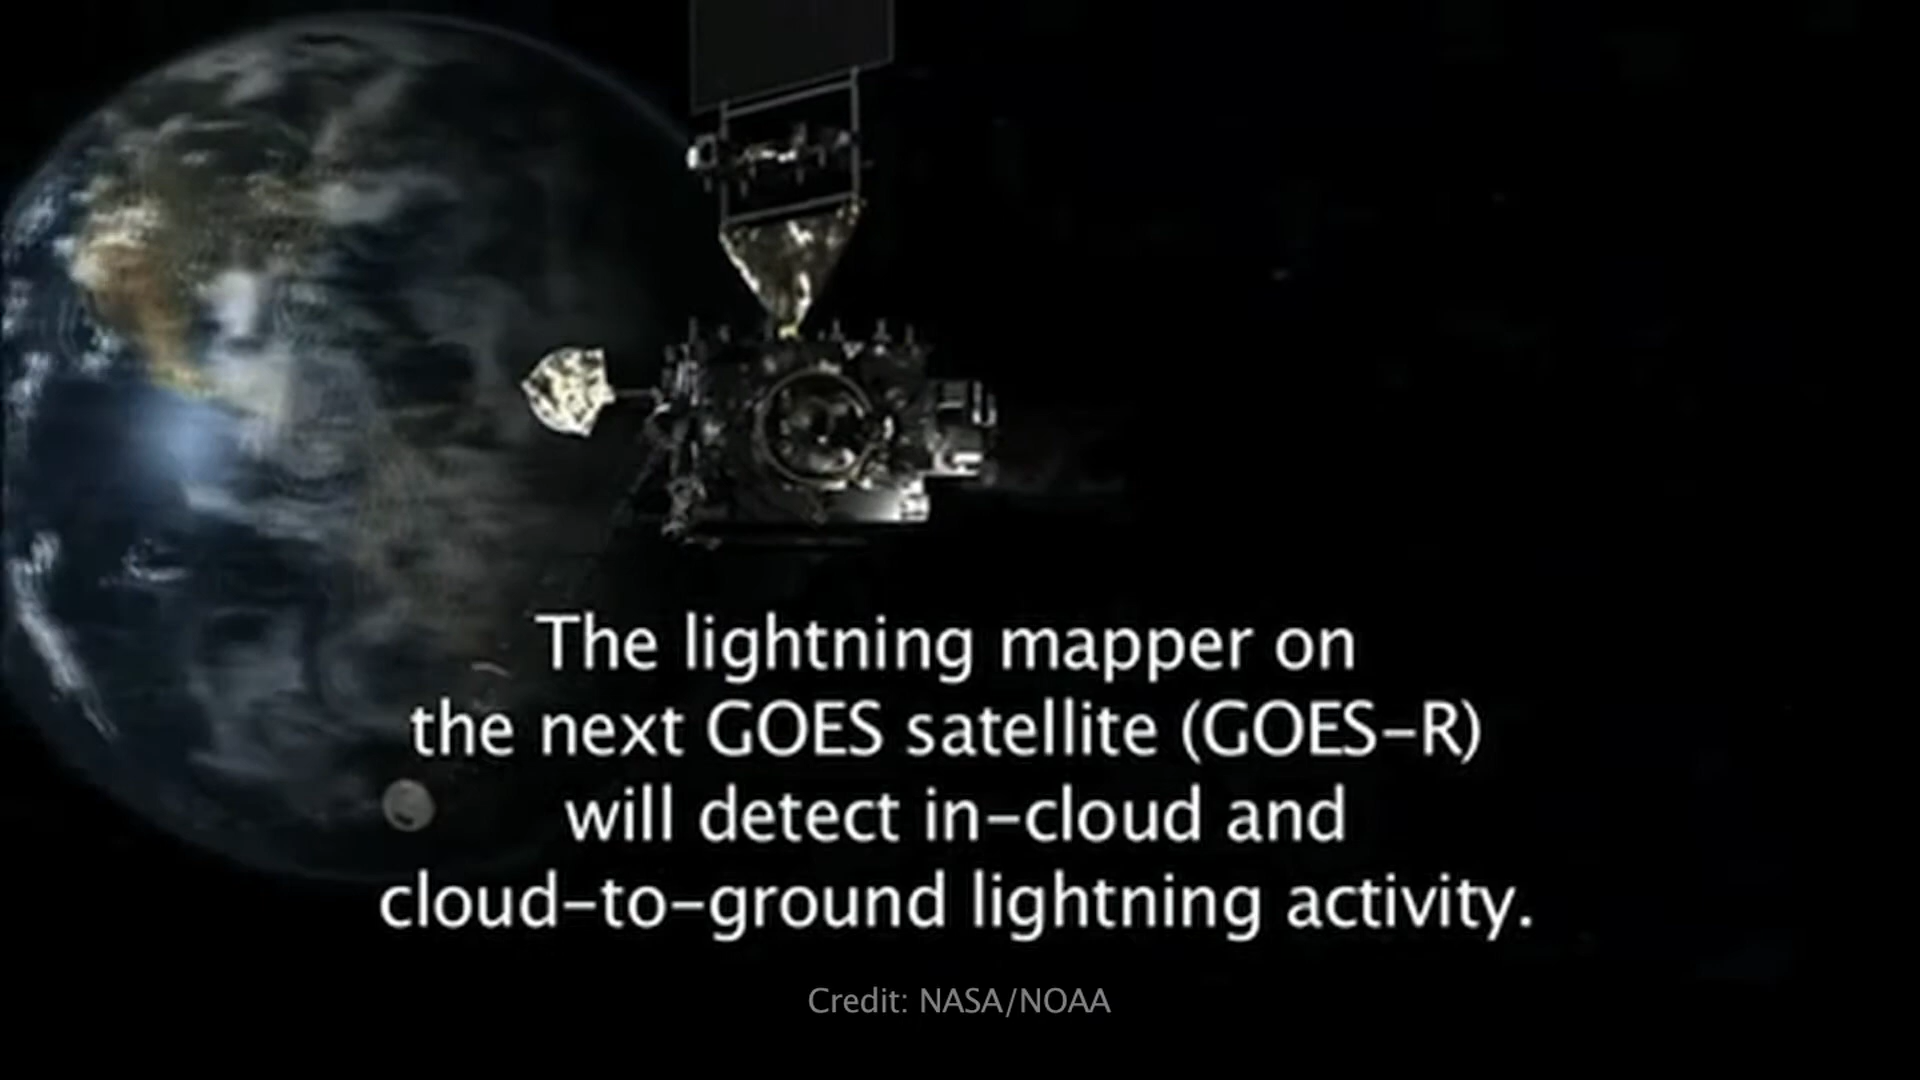 The lightning mapper on
the next GOES satellite (GOES-R)
will detect in-cloud and
cloud-to-ground lightning activity.
Credit: NASA/NOAA